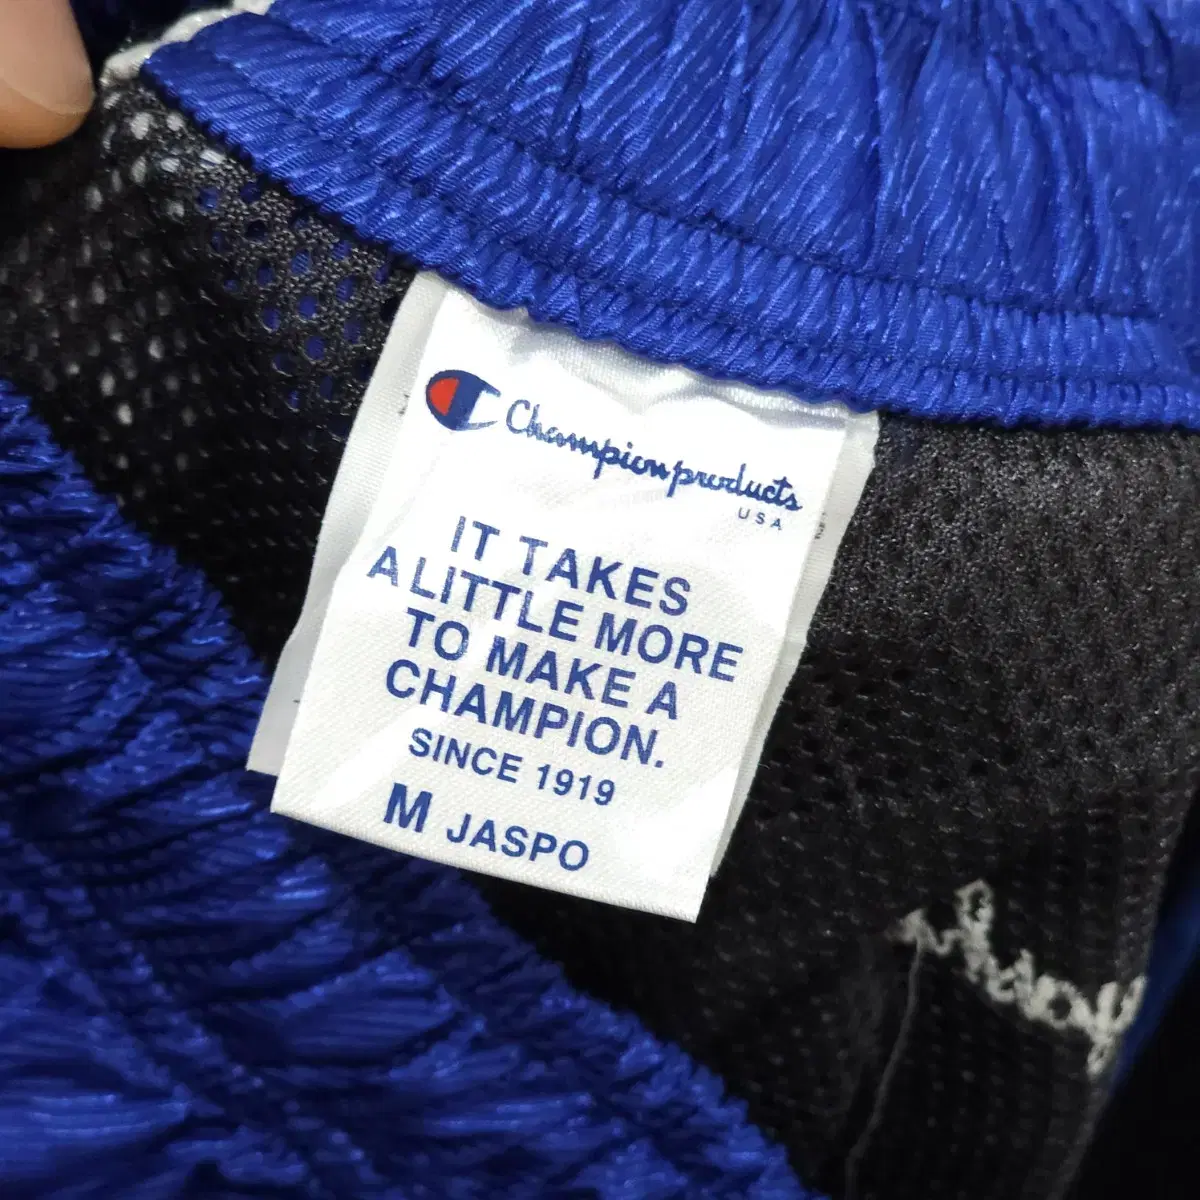 Champion products
USA
IT TAKES
A LITTLE MORE
TO MAKE A
CHAMPION.
SINCE 1919
M JASPO